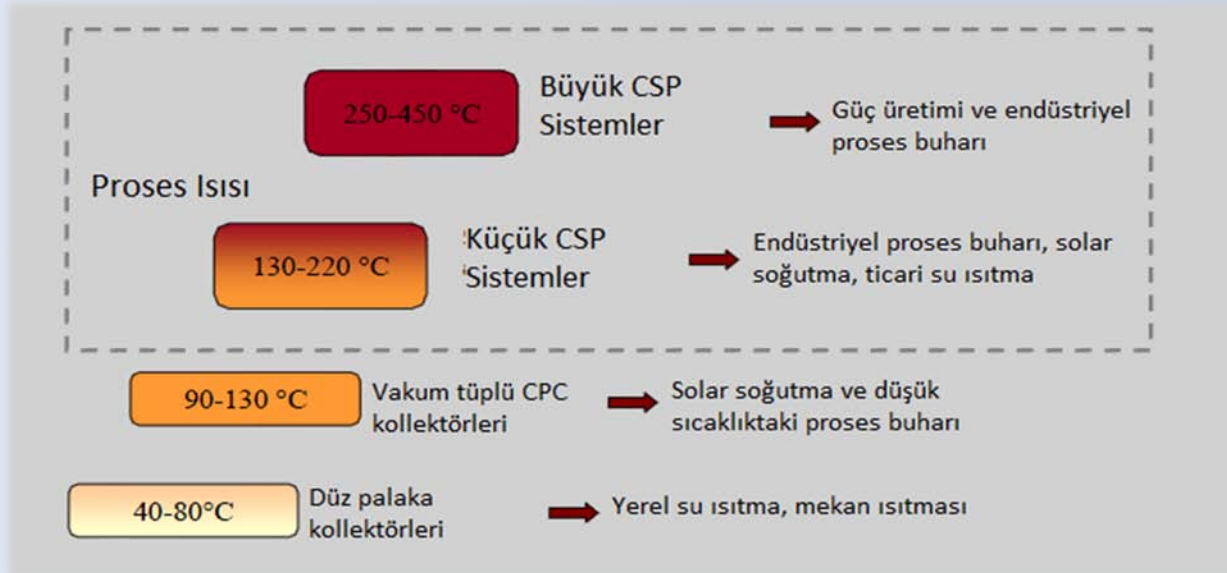 250-450 °C
Büyük CSP
Sistemler
Güç üretimi ve endüstriyel
proses buharı
Proses Isısı
130-220 °C
Küçük CSP
Sistemler
Endüstriyel proses buharı, solar
soğutma, ticari su ısıtma
90-130 °C
Vakum tüplü CPC
kollektörleri
Solar soğutma ve düşük
sıcaklıktaki proses buharı
40-80°C
Düz palaka
kollektörleri
Yerel su ısıtma, mekan ısıtması